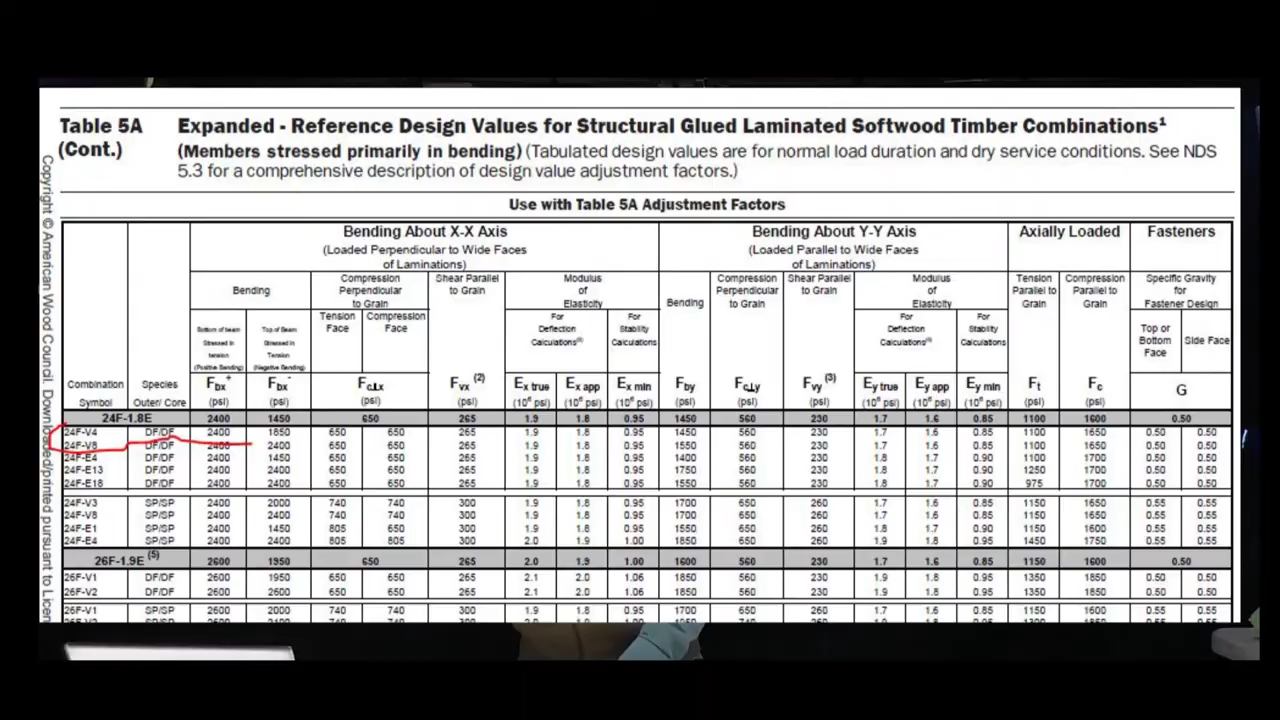 Table 5A Expanded - Reference Design Values for Structural Glued Laminated Softwood Timber Combinations¹
(Cont.) (Members stressed primarily in bending) (Tabulated design values are for normal load duration and dry service conditions. See NDS
5.3 for a comprehensive description of design value adjustment factors.)
Use with Table 5A Adjustment Factors
Bending About X-X Axis Bending About Y-Y Axis Axially Loaded Fasteners
(Loaded Perpendicular to Wide Faces (Loaded Parallel to Wide Faces
of Laminations) of Laminations)
Bending Compression Perpendicular to Grain Shear Parallel to Grain Modulus of Elasticity Bending Compression Perpendicular to Grain Shear Parallel to Grain Modulus of Elasticity Tension Parallel to Grain Compression Parallel to Grain Specific Gravity for Fastener Design
Bottom of Beam Stressed in Tension (Positive Bending) Top of Beam Stressed in Tension (Negative Bending) Tension Face Compression Face For Deflection Calculations For Stability Calculations For Deflection Calculations For Stability Calculations Top or Bottom Face Side Face
Combination Symbol Species Outer/ Core Fbx+ Fbx- Fc⊥x Fvx (2) Ex true Ex app Ex min Fby Fc⊥y Fvy (3) Ey true Ey app Ey min Ft Fc G
(psi) (psi) (psi) (psi) (10⁶ psi) (10⁶ psi) (10⁶ psi) (psi) (psi) (psi) (10⁶ psi) (10⁶ psi) (10⁶ psi) (psi) (psi)
24F-1.8E 2400 1450 650 265 1.9 1.8 0.95 1450 560 230 1.7 1.6 0.85 1100 1600 0.50
24F-V4 DF/DF 2400 1850 650 650 265 1.9 1.8 0.95 1450 560 230 1.7 1.6 0.85 1100 1650 0.50 0.50
24F-V8 DF/DF 2400 2400 650 650 265 1.9 1.8 0.95 1550 560 230 1.7 1.6 0.85 1100 1650 0.50 0.50
24F-E4 DF/DF 2400 1450 650 650 265 1.9 1.8 0.95 1400 560 230 1.8 1.7 0.90 1100 1700 0.50 0.50
24F-E13 DF/DF 2400 2400 650 650 265 1.9 1.8 0.95 1750 560 230 1.8 1.7 0.90 1250 1700 0.50 0.50
24F-E18 DF/DF 2400 2400 650 650 265 1.9 1.8 0.95 1550 560 230 1.8 1.7 0.90 975 1700 0.50 0.50
24F-V3 SP/SP 2400 2000 740 740 300 1.9 1.8 0.95 1700 650 260 1.7 1.6 0.85 1150 1650 0.55 0.55
24F-V8 SP/SP 2400 2400 740 740 300 1.9 1.8 0.95 1700 650 260 1.7 1.6 0.85 1150 1650 0.55 0.55
24F-E1 SP/SP 2400 1450 805 650 300 1.9 1.8 0.95 1550 650 260 1.8 1.7 0.90 1150 1600 0.55 0.55
24F-E4 SP/SP 2400 2400 805 805 300 2.0 1.9 1.00 1850 650 260 1.9 1.8 0.95 1450 1750 0.55 0.55
26F-1.9E (5) 2600 1950 650 265 2.0 1.9 1.00 1600 560 230 1.7 1.6 0.85 1150 1600 0.50
26F-V1 DF/DF 2600 1950 650 650 265 2.1 2.0 1.06 1850 560 230 1.9 1.8 0.95 1350 1850 0.50 0.50
26F-V2 DF/DF 2600 2600 650 650 265 2.1 2.0 1.06 1850 560 230 1.9 1.8 0.95 1350 1850 0.50 0.50
26F-V1 SP/SP 2600 2000 740 740 300 1.9 1.8 0.95 1700 650 260 1.7 1.6 0.85 1150 1600 0.55 0.55
Copyright © American Wood Council. Downloaded/printed pursuant to Licen